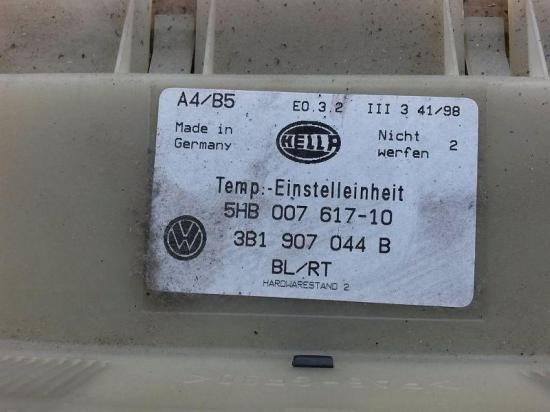 A4/B5 E0.3.2 III 3 41/98
Made in Germany
HELLA
Nicht werfen 2
Temp.-Einstelleinheit
5HB 007 617-10
3B1 907 044 B
BL/RT
HARDWARESTAND 2